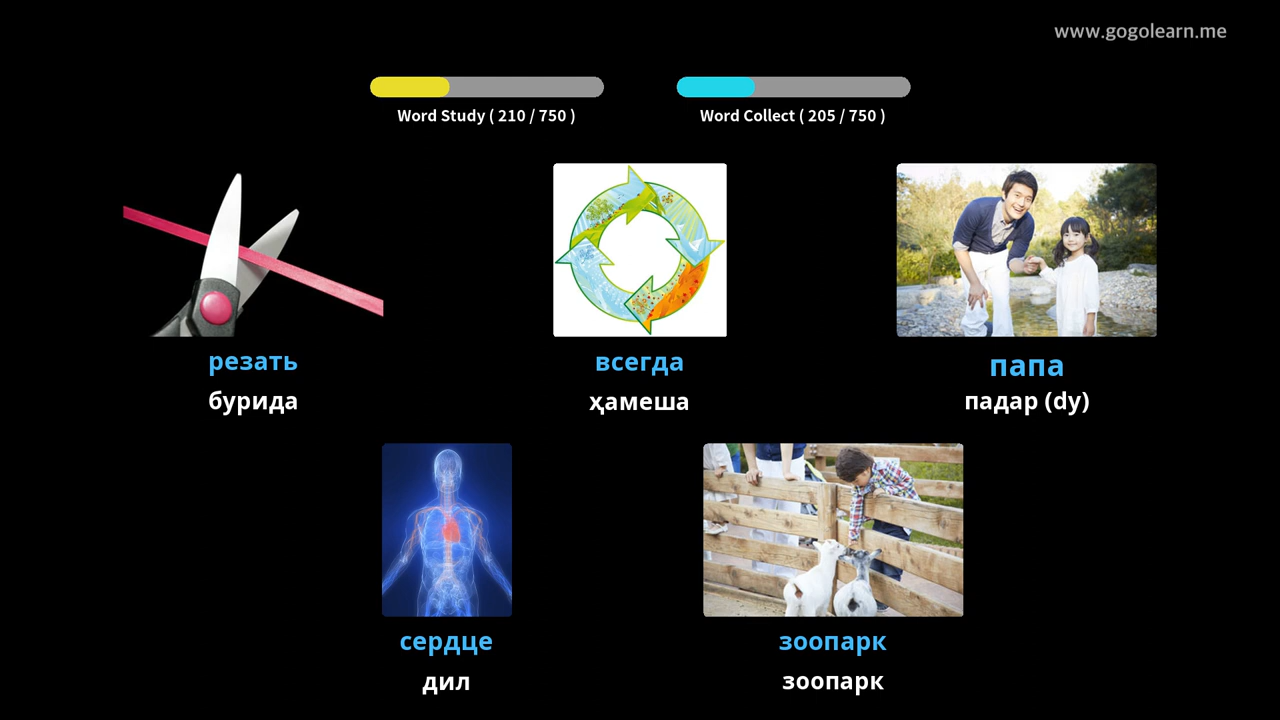 www.gogolearn.me
Word Study ( 210 / 750 )
Word Collect ( 205 / 750 )
резать
всегда
папа
бурида
ҳамеша
падар (dy)
сердце
зоопарк
дил
зоопарк